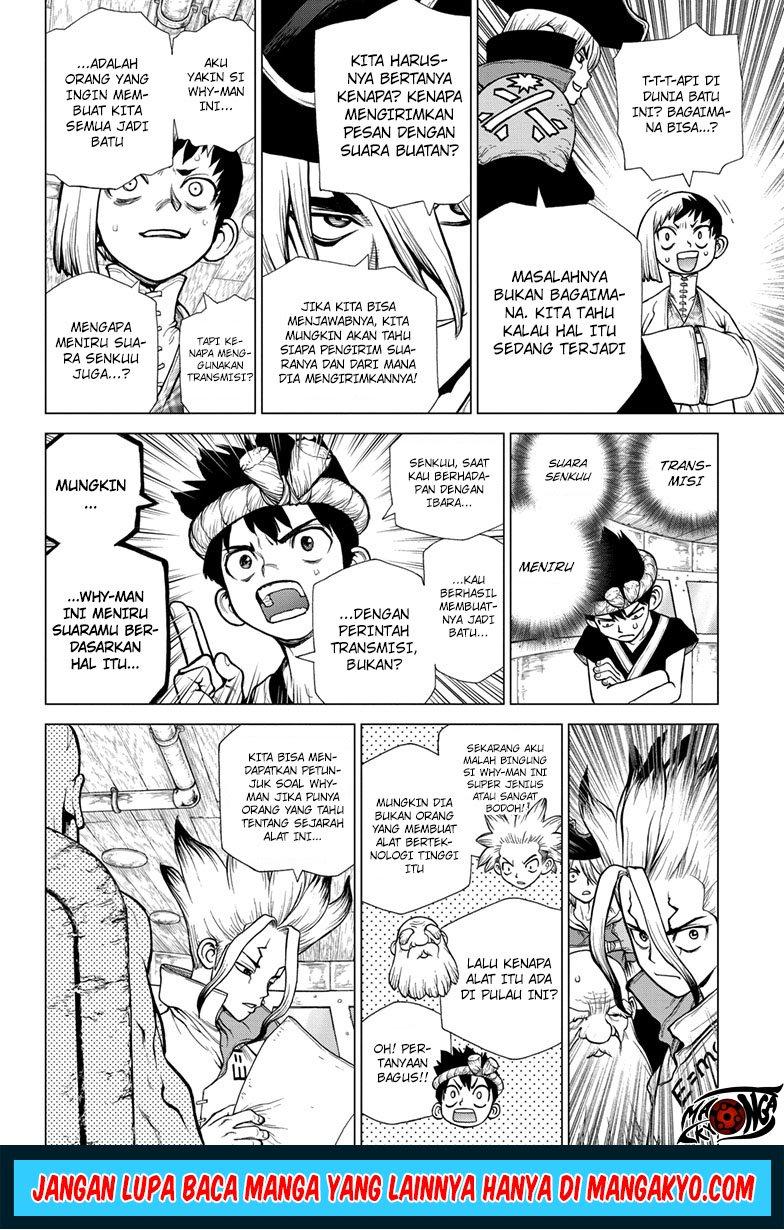 T-T-T-API DI
DUNIA BATU
INI? BAGAIMA-
NA BISA...?
MASALAHNYA
BUKAN BAGAIMA-
NA. KITA TAHU
KALAU HAL ITU
SEDANG TERJADI
KITA HARUS-
NYA BERTANYA
KENAPA? KENAPA
MENGIRIMKAN
PESAN DENGAN
SUARA BUATAN?
JIKA KITA BISA
MENJAWABNYA, KITA
MUNGKIN AKAN TAHU
SIAPA PENGIRIM SUA-
RANYA DAN DARI MANA
DIA MENGIRIMKANNYA!
AKU
YAKIN SI
WHY-MAN
INI...
...ADALAH
ORANG YANG
INGIN MEM-
BUAT KITA
SEMUA JADI
BATU
TAPI KE-
NAPA MENG-
GUNAKAN
TRANSMISI?
MENGAPA
MENIRU SUA-
RA SENKUU
JUGA...?
TRANS-
MISI
SUARA
SENKUU
MENIRU
SENKUU, SAAT
KAU BERHADA-
PAN DENGAN
IBARA...
...KAU
BERHASIL
MEMBUAT-
NYA JADI
BATU...
...DENGAN
PERINTAH
TRANSMISI,
BUKAN?
MUNGKIN
...
...WHY-MAN
INI MENIRU
SUARAMU BER-
DASARKAN
HAL ITU...
E=m
SEKARANG AKU
MALAH BINGUNG
SI WHY-MAN INI
SUPER JENIUS
ATAU SANGAT
BODOH!
MUNGKIN DIA
BUKAN ORANG
YANG MEMBUAT
ALAT BERTEK-
NOLOGI TINGGI
ITU
LALU KENAPA
ALAT ITU ADA
DI PULAU INI?
OH! PER-
TANYAAN
BAGUS!!
KITA BISA MEN-
DAPATKAN PETUN-
JUK SOAL WHY-
MAN JIKA PUNYA
ORANG YANG TAHU
TENTANG SEJARAH
ALAT INI...
JANGAN LUPA BACA MANGA YANG LAINNYA HANYA DI MANGAKYO.COM